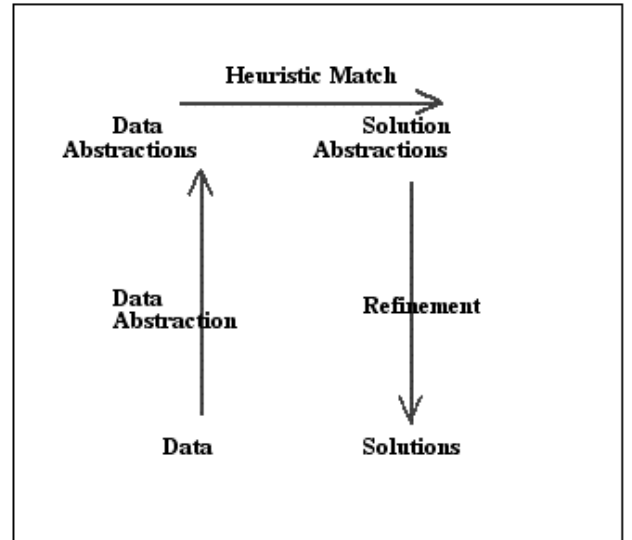 Heuristic Match
Data
Abstractions
Solution
Abstractions
Data
Abstraction
Refinement
Data
Solutions